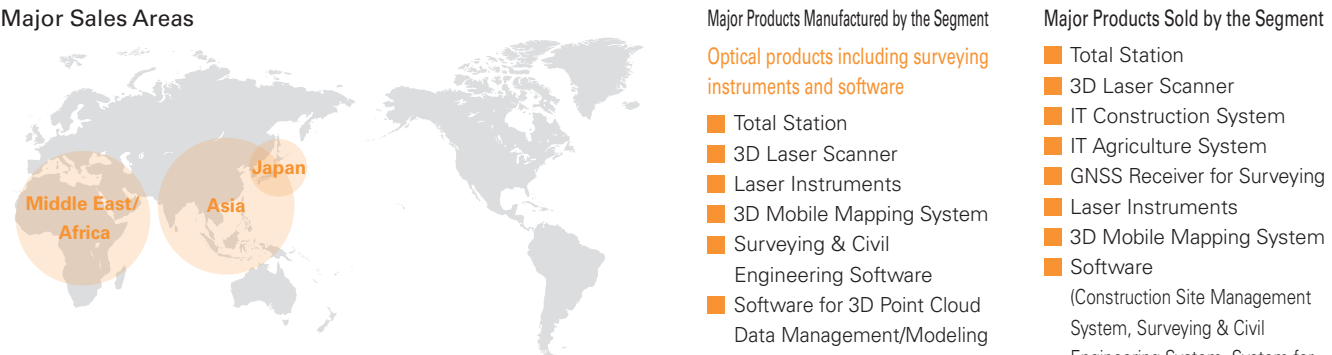 Major Sales Areas
Japan
Middle East/
Africa
Asia
Major Products Manufactured by the Segment
Optical products including surveying
instruments and software
Total Station
3D Laser Scanner
Laser Instruments
3D Mobile Mapping System
Surveying & Civil
Engineering Software
Software for 3D Point Cloud
Data Management/Modeling
Major Products Sold by the Segment
Total Station
3D Laser Scanner
IT Construction System
IT Agriculture System
GNSS Receiver for Surveying
Laser Instruments
3D Mobile Mapping System
Software
(Construction Site Management
System, Surveying & Civil
Engineering System, System for